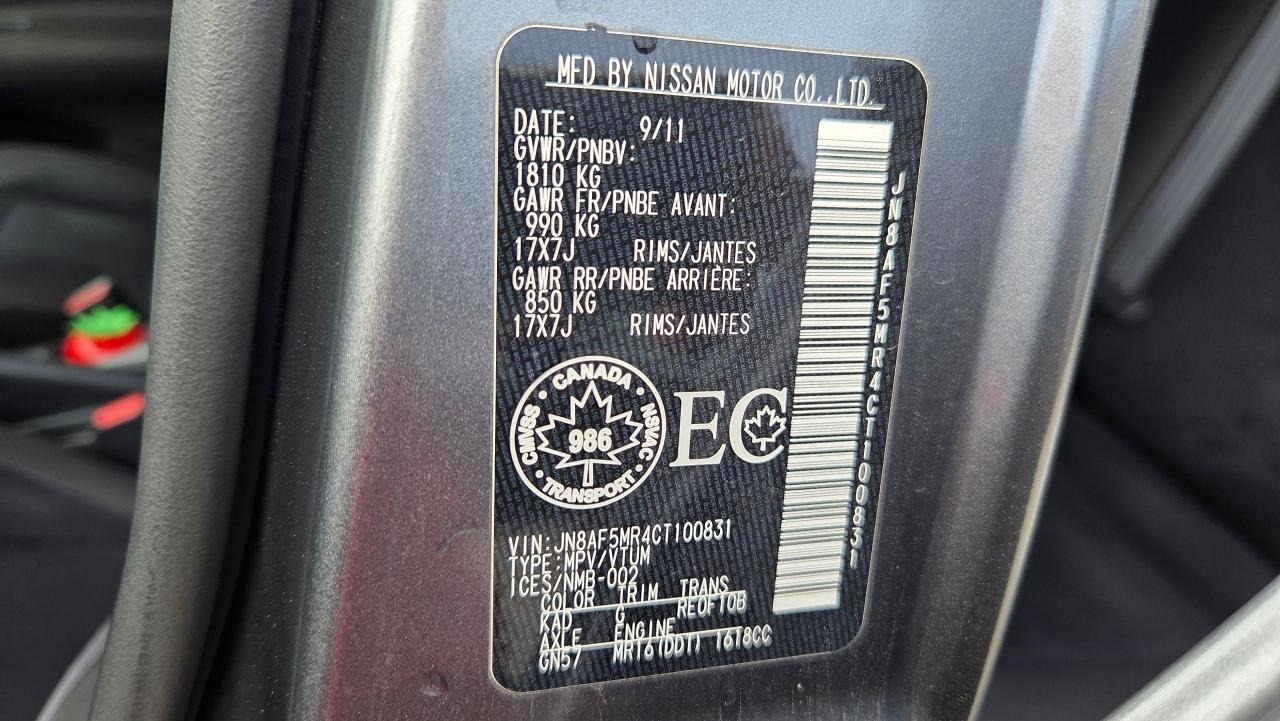 MFD BY NISSAN MOTOR CO.,LTD.
DATE: 9/11
GVWR/PNBV:
1810 KG
GAWR FR/PNBE AVANT:
990 KG
17X7J RIMS/JANTES
GAWR RR/PNBE ARRIÈRE:
850 KG
17X7J RIMS/JANTES
CANADA
CMVSS
NSVAC
986
TRANSPORT
EC
VIN:JN8AF5MR4CT100831
TYPE:MPV/VTUM
ICES/NMB-002
COLOR TRIM TRANS
KAD G RE0F10B
AXLE ENGINE
GN57 MR16(DDT) 1618CC
JN8AF5MR4CT100831